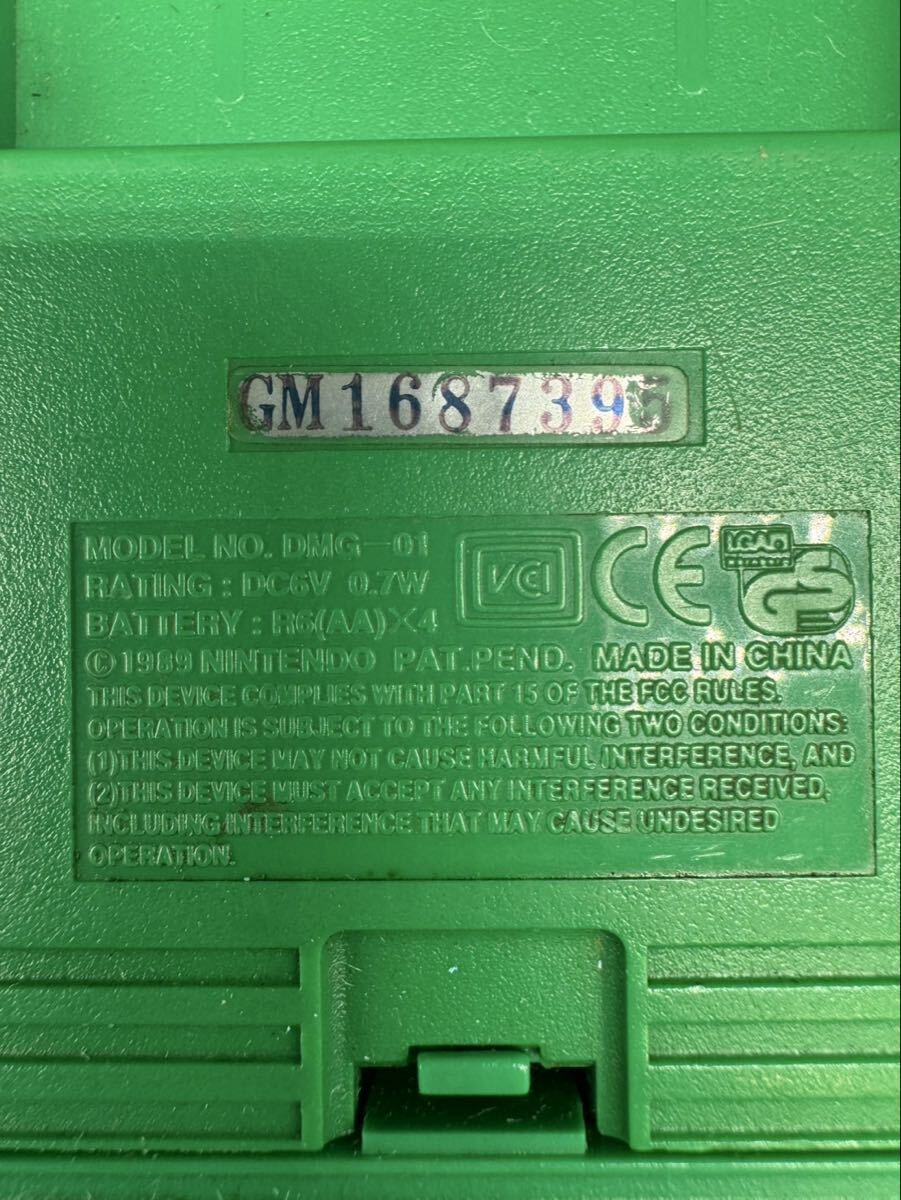 GM1687395
MODEL NO. DMG-01
RATING : DC6V 0.7W
BATTERY : R6(AA)×4
VCI
CE
LGAO
GS
© 1989 NINTENDO PAT.PEND. MADE IN CHINA
THIS DEVICE COMPLIES WITH PART 15 OF THE FCC RULES.
OPERATION IS SUBJECT TO THE FOLLOWING TWO CONDITIONS:
(1)THIS DEVICE MAY NOT CAUSE HARMFUL INTERFERENCE, AND
(2)THIS DEVICE MUST ACCEPT ANY INTERFERENCE RECEIVED,
INCLUDING INTERFERENCE THAT MAY CAUSE UNDESIRED
OPERATION.